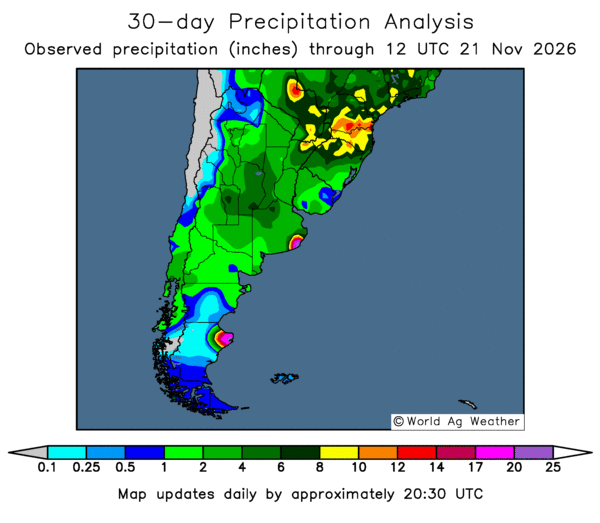 30-day Precipitation Analysis
Observed precipitation (inches) through 12 UTC 21 Nov 2026
© World Ag Weather
0.1 0.25 0.5 1 2 4 6 8 10 12 14 17 20 25
Map updates daily by approximately 20:30 UTC